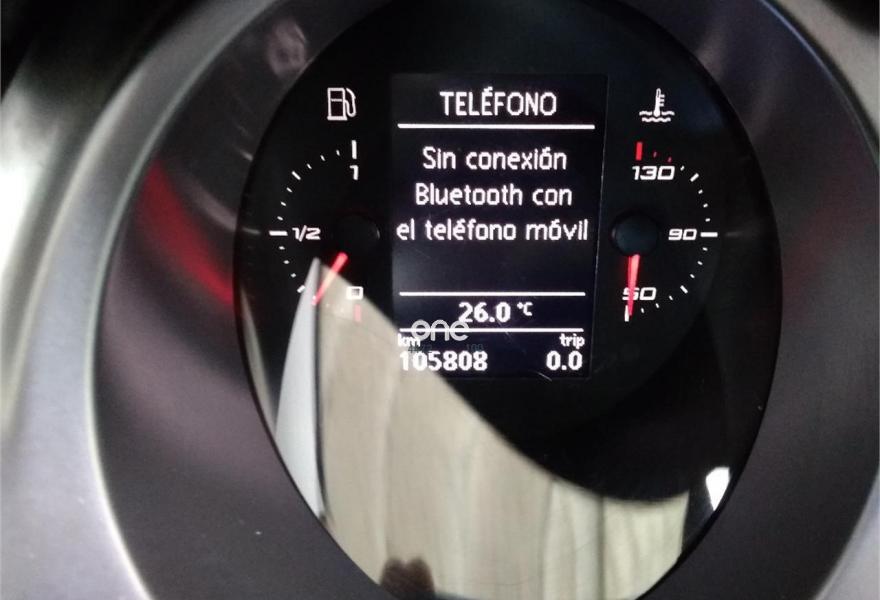 TELÉFONO
Sin conexión
Bluetooth con
el teléfono móvil
26.0 °C
km trip
105808 0.0
1
1/2
0
130
90
50
one